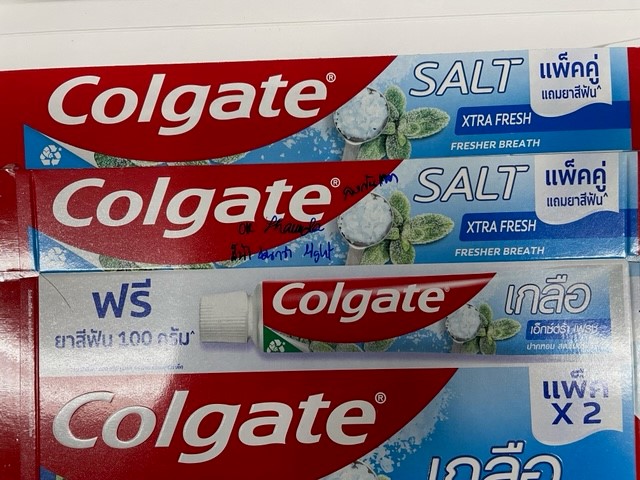 Colgate®
SALT
XTRA FRESH
FRESHER BREATH
แพ็คคู่
แถมยาสีฟัน^
Colgate®
SALT
XTRA FRESH
FRESHER BREATH
แพ็คคู่
แถมยาสีฟัน^
ฟรี
ยาสีฟัน 100 กรัม^
Colgate
เกลือ
เอ็กซ์ตร้า เฟรช
Colgate®
แพ็ค
X 2
เกลือ